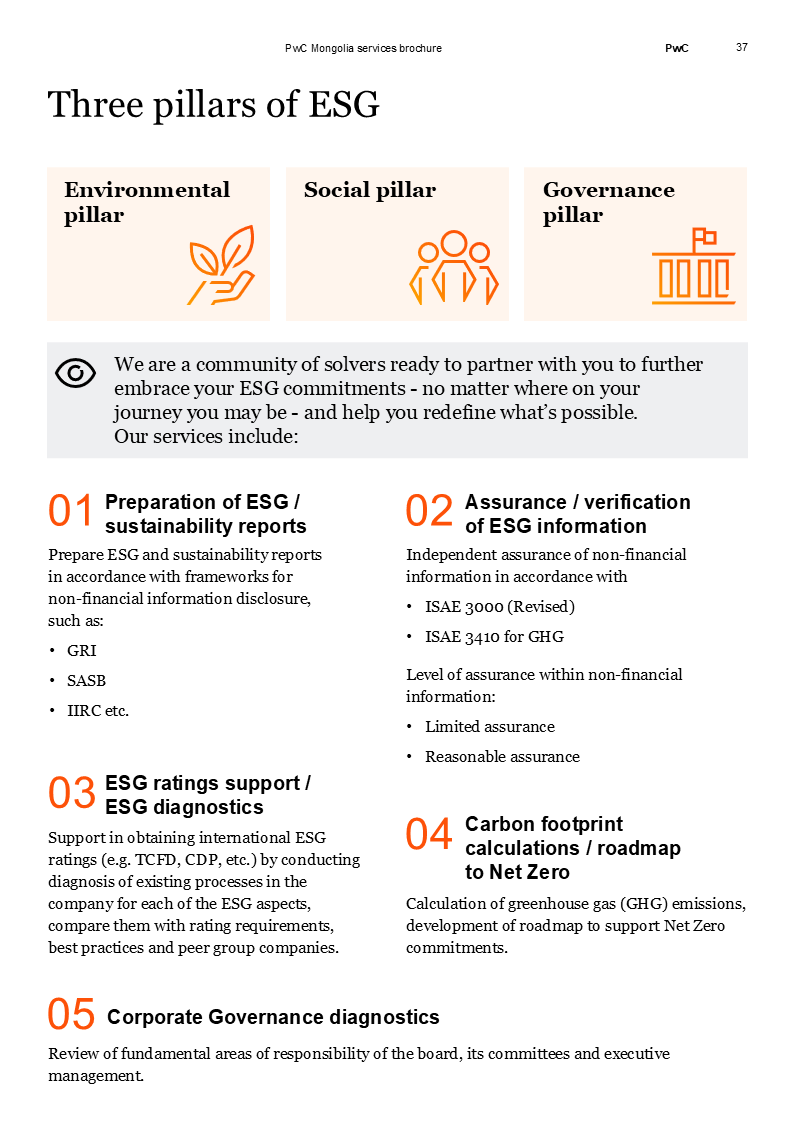 PwC Mongolia services brochure
PwC
37
Three pillars of ESG
Environmental
pillar
Social pillar
Governance
pillar
We are a community of solvers ready to partner with you to further
embrace your ESG commitments - no matter where on your
journey you may be - and help you redefine what’s possible.
Our services include:
01
Preparation of ESG /
sustainability reports
Prepare ESG and sustainability reports
in accordance with frameworks for
non-financial information disclosure,
such as:
• GRI
• SASB
• IIRC etc.
02
Assurance / verification
of ESG information
Independent assurance of non-financial
information in accordance with
• ISAE 3000 (Revised)
• ISAE 3410 for GHG
Level of assurance within non-financial
information:
• Limited assurance
• Reasonable assurance
03
ESG ratings support /
ESG diagnostics
Support in obtaining international ESG
ratings (e.g. TCFD, CDP, etc.) by conducting
diagnosis of existing processes in the
company for each of the ESG aspects,
compare them with rating requirements,
best practices and peer group companies.
04
Carbon footprint
calculations / roadmap
to Net Zero
Calculation of greenhouse gas (GHG) emissions,
development of roadmap to support Net Zero
commitments.
05
Corporate Governance diagnostics
Review of fundamental areas of responsibility of the board, its committees and executive
management.